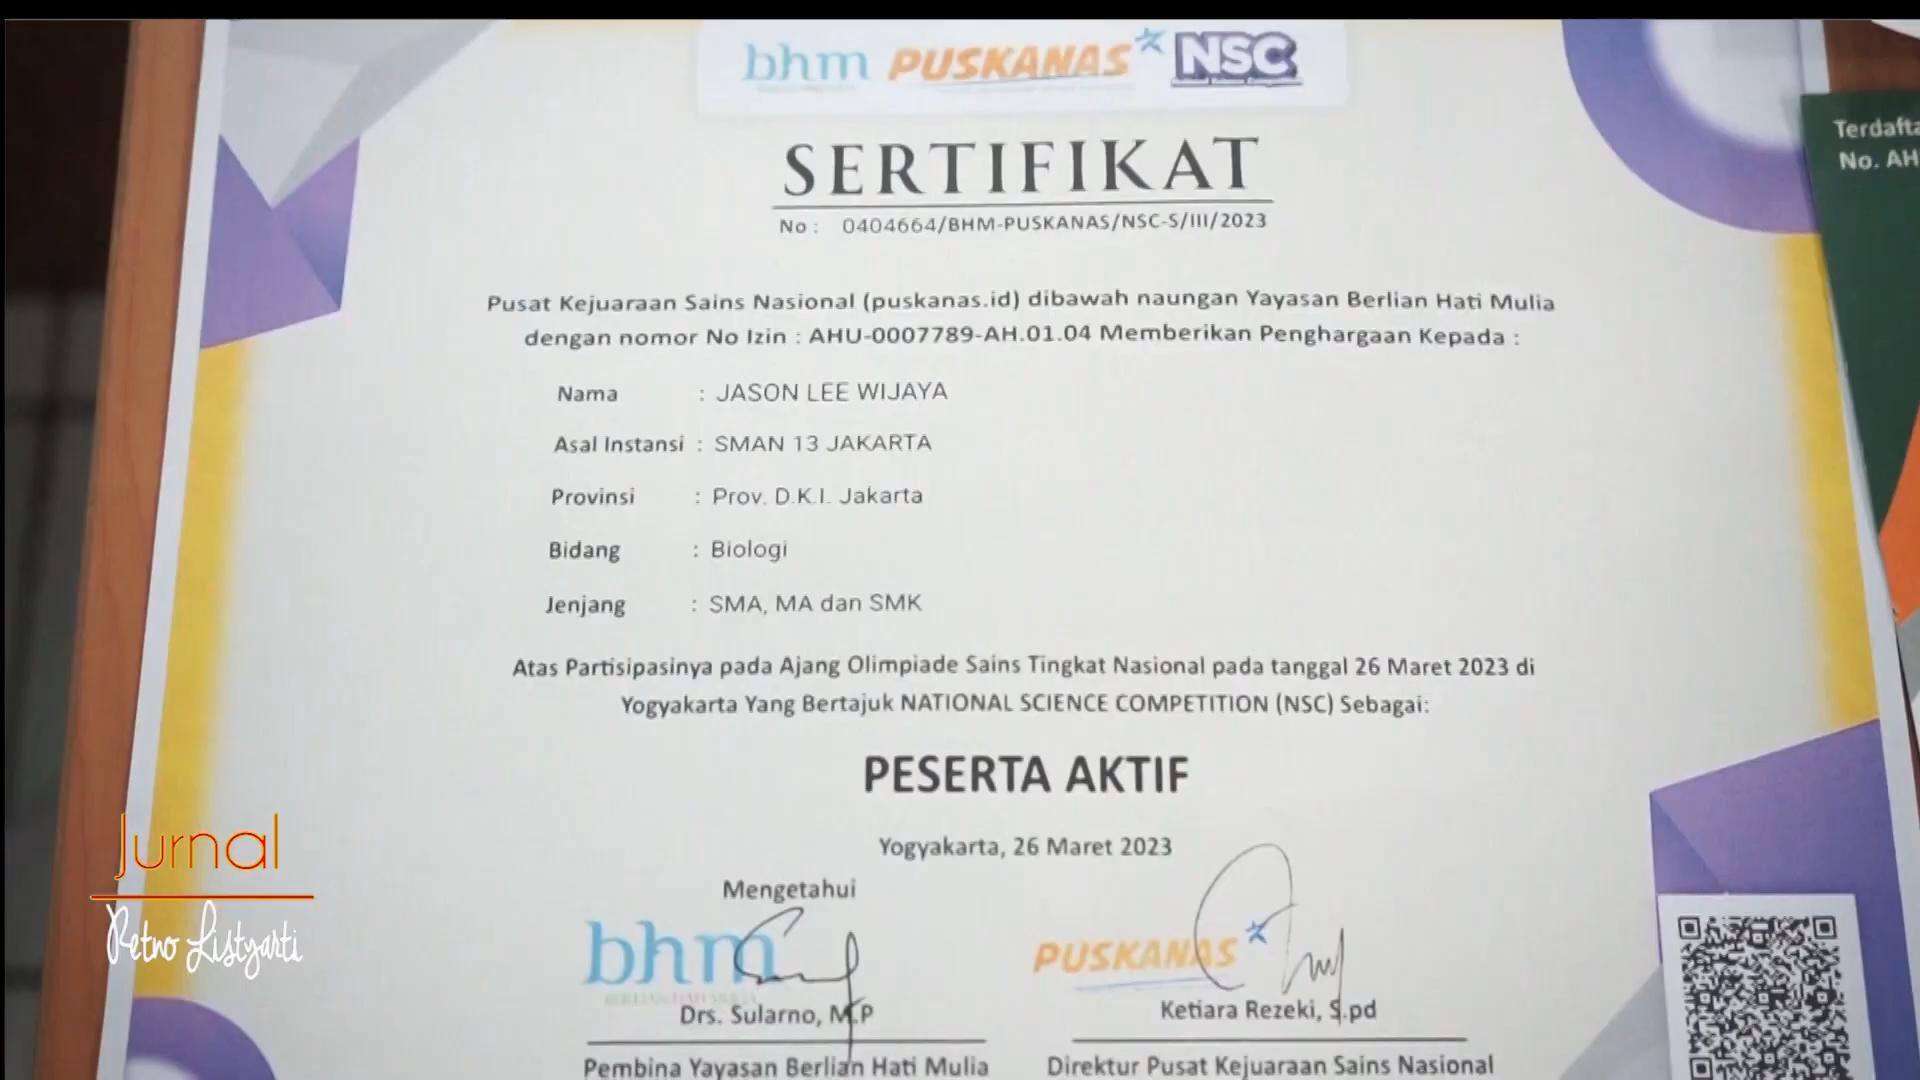 bhm PUSKANAS NSC
Terdafta
No. AH
SERTIFIKAT
No : 0404664/BHM-PUSKANAS/NSC-S/III/2023
Pusat Kejuaraan Sains Nasional (puskanas.id) dibawah naungan Yayasan Berlian Hati Mulia
dengan nomor No Izin : AHU-0007789-AH.01.04 Memberikan Penghargaan Kepada :
Nama : JASON LEE WIJAYA
Asal Instansi : SMAN 13 JAKARTA
Provinsi : Prov. D.K.I. Jakarta
Bidang : Biologi
Jenjang : SMA, MA dan SMK
Atas Partisipasinya pada Ajang Olimpiade Sains Tingkat Nasional pada tanggal 26 Maret 2023 di
Yogyakarta Yang Bertajuk NATIONAL SCIENCE COMPETITION (NSC) Sebagai:
PESERTA AKTIF
Yogyakarta, 26 Maret 2023
Mengetahui
bhm PUSKANAS
Drs. Sularno, M.P Ketiara Rezeki, S.pd
Pembina Yayasan Berlian Hati Mulia Direktur Pusat Kejuaraan Sains Nasional
Jurnal
Retno Listyarti